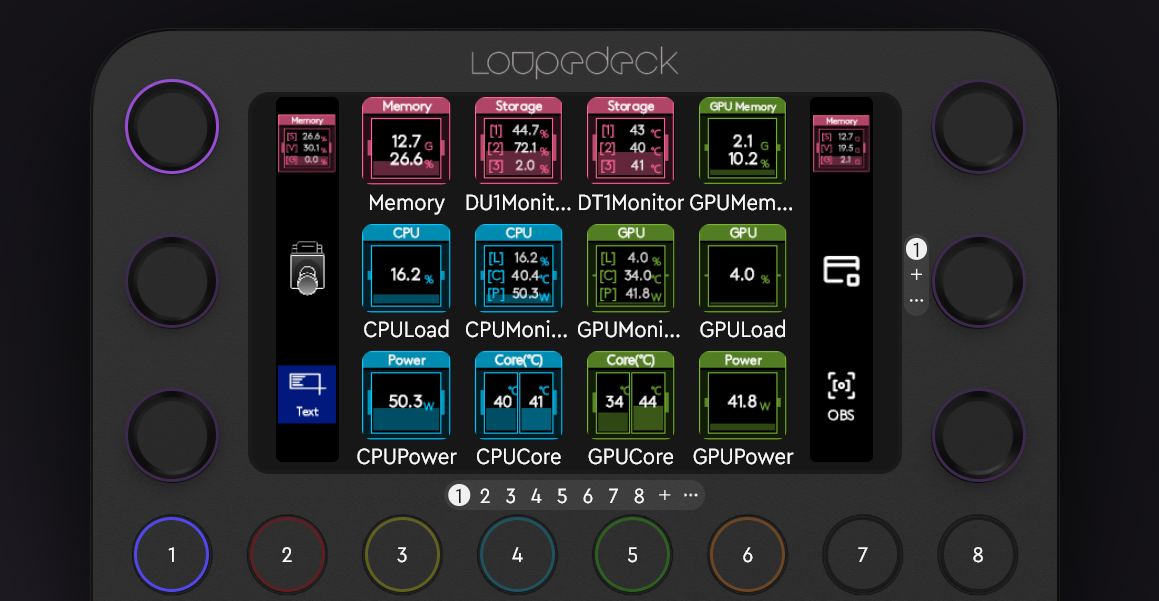 Loupedeck
Memory
[S] 26.6 %
[V] 30.1 %
[G] 0.0 %
Memory
12.7 G
26.6 %
Memory
Storage
[1] 44.7 %
[2] 72.1 %
[3] 2.0 %
DU1Monit...
Storage
[1] 43 °C
[2] 40 °C
[3] 41 °C
DT1Monitor
GPU Memory
2.1 G
10.2 %
GPUMem...
Memory
[S] 12.7 G
[V] 19.5 G
[G] 2.1 G
CPU
16.2 %
CPULoad
CPU
[L] 16.2 %
[C] 40.4 °C
[P] 50.3 W
CPUMoni...
GPU
[L] 4.0 %
[C] 34.0 °C
[P] 41.8 W
GPUMoni...
GPU
4.0 %
GPULoad
1
+
...
Text
Power
50.3 W
CPUPower
Core(°C)
40 °C 41 °C
CPUCore
Core(°C)
34 °C 44 °C
GPUCore
Power
41.8 W
GPUPower
OBS
1 2 3 4 5 6 7 8 + ...
1 2 3 4 5 6 7 8